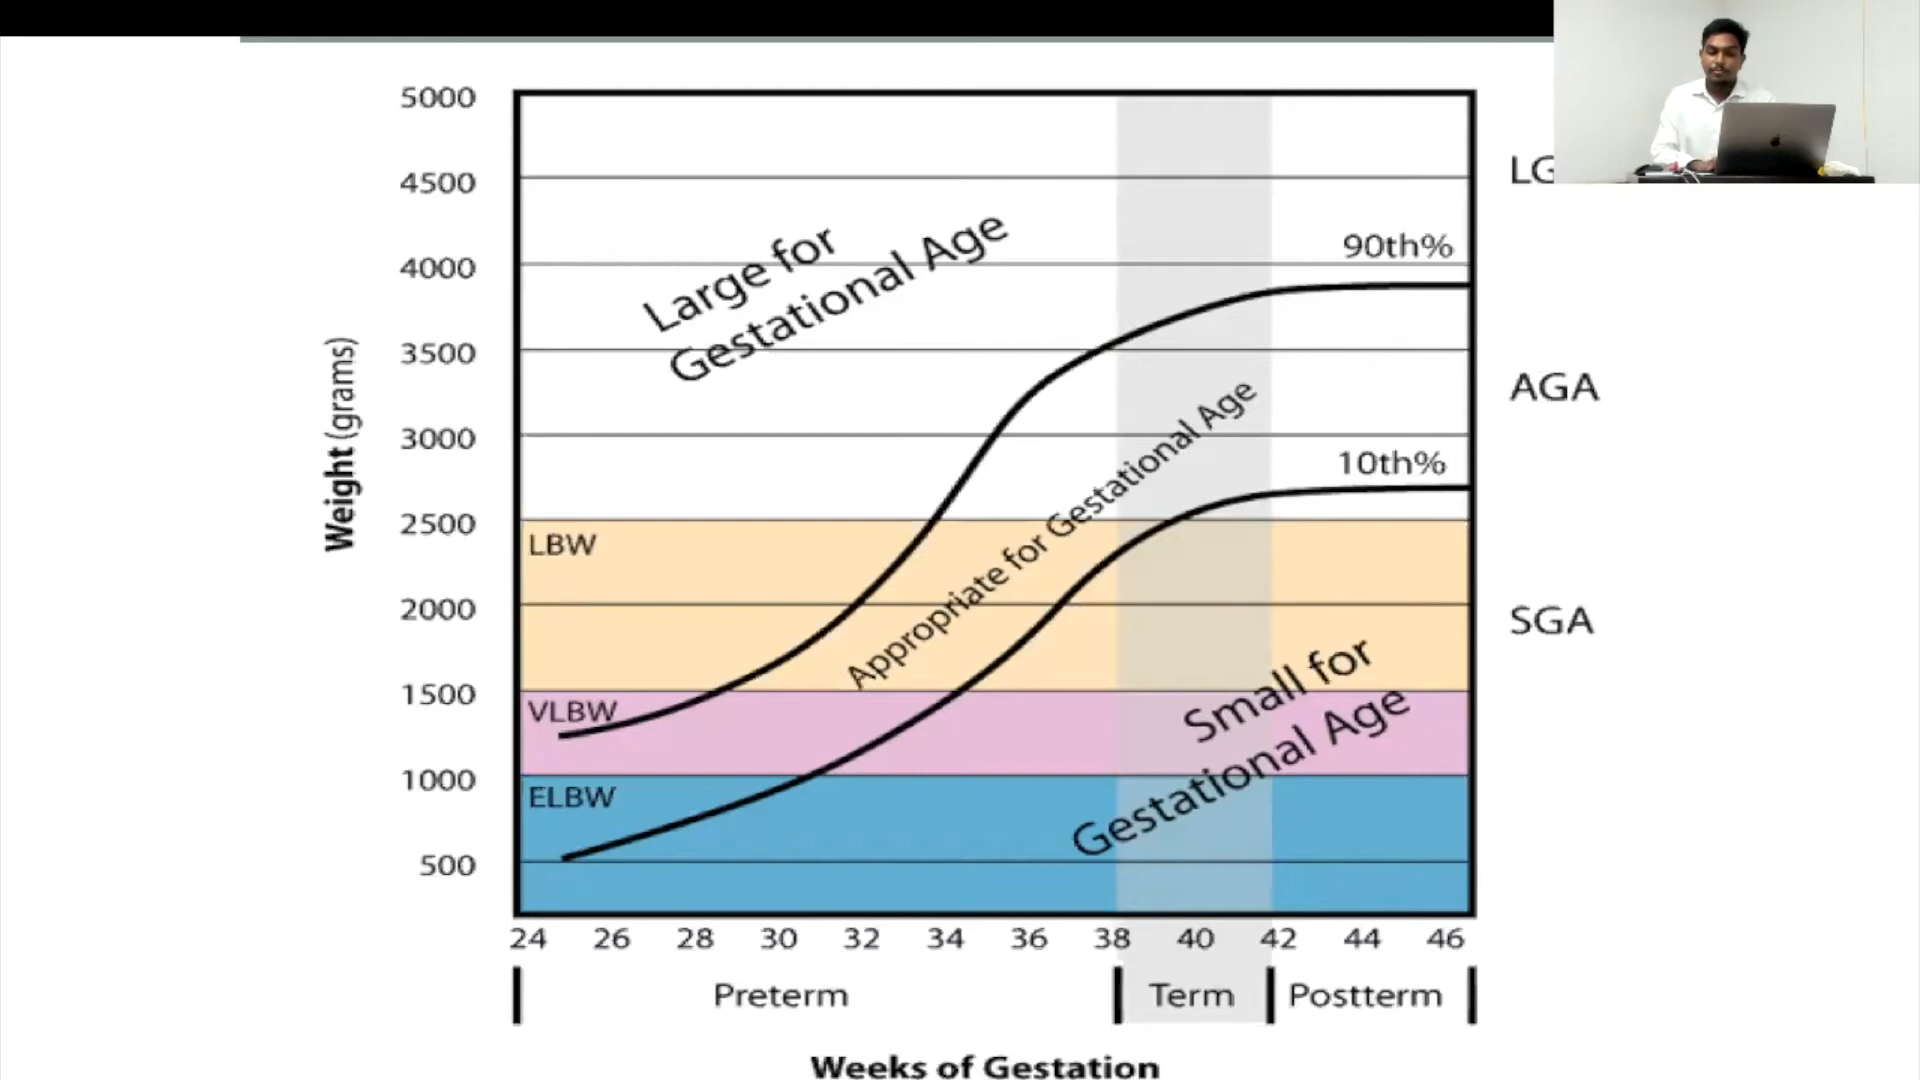 5000
4500
4000
3500
3000
2500
2000
1500
1000
500
Weight (grams)
Large for
Gestational Age
Appropriate for Gestational Age
Small for
Gestational Age
90th%
10th%
LBW
VLBW
ELBW
AGA
SGA
24 26 28 30 32 34 36 38 40 42 44 46
Preterm Term Postterm
Weeks of Gestation